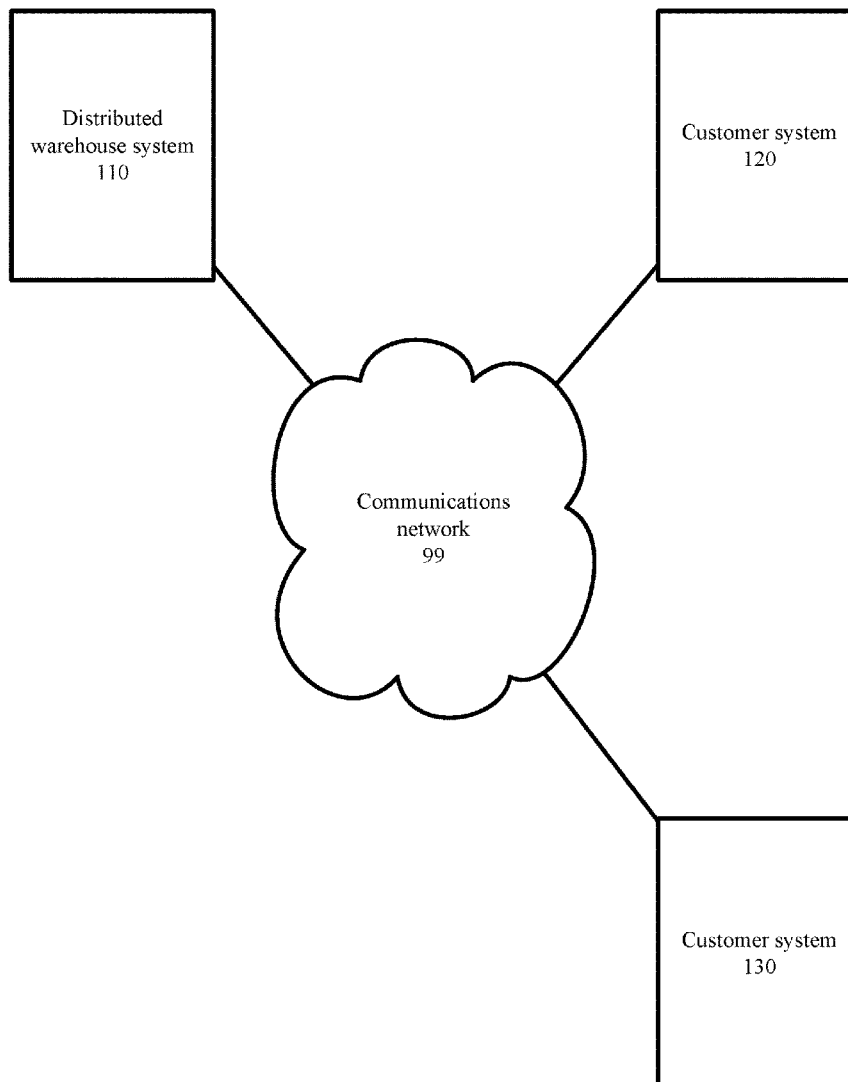 Distributed
warehouse system
110
Customer system
120
Communications
network
99
Customer system
130